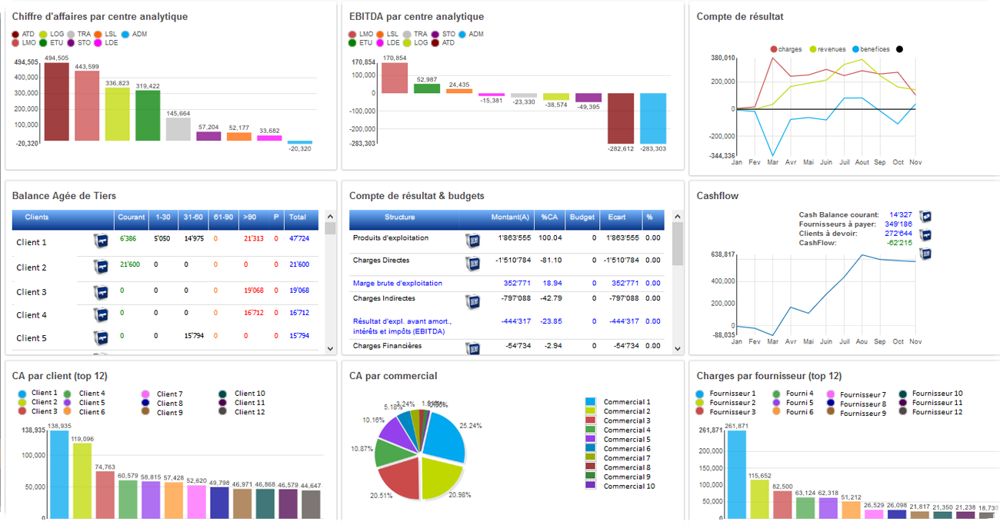 Chiffre d'affaires par centre analytique
ATD LOG TRA LSL ADM
LMO ETU STO LDE
494,505
400,000
300,000
200,000
100,000
-20,320
494,505
443,599
336,823
319,422
145,664
57,204
52,177
33,682
-20,320
EBITDA par centre analytique
LMO LSL TRA STO ADM
ETU LDE LOG ATD
170,854
100,000
0
-100,000
-200,000
-283,303
170,854
52,987
24,435
-15,381
-23,330
-38,574
-49,395
-282,612
-283,303
Compte de résultat
charges revenues benefices
380,010
200,000
0
-200,000
-344,336
Jan Fev Mar Avr Mai Juin Juil Aout Sep Oct Nov
Balance Agée de Tiers
Clients Courant 1-30 31-60 61-90 >90 P Total
Client 1 6'386 5'050 14'975 0 21'313 0 47'724
Client 2 21'600 0 0 0 0 0 21'600
Client 3 0 0 0 0 19'068 0 19'068
Client 4 0 0 0 0 16'712 0 16'712
Client 5 0 0 15'794 0 0 0 15'794
Compte de résultat & budgets
Structure Montant(A) %CA Budget Ecart %
Produits d'exploitation 1'863'555 100.04 0 1'863'555 0.00
Charges Directes -1'510'784 -81.10 0 -1'510'784 0.00
Marge brute d'exploitation 352'771 18.94 0 352'771 0.00
Charges Indirectes -797'088 -42.79 0 -797'088 0.00
Résultat d'expl. avant amort., -444'317 -23.85 0 -444'317 0.00
intérêts et impôts (EBITDA)
Charges Financières -54'734 -2.94 0 -54'734 0.00
Cashflow
Cash Balance courant: 14'327
Fournisseurs à payer: 349'186
Clients à devoir: 272'644
CashFlow: -62'215
638,817
400,000
200,000
0
-88,035
Jan Fev Mar Avr Mai Juin Juil Aou Sep Oct Nov
CA par client (top 12)
Client 1 Client 4 Client 7 Client 10
Client 2 Client 5 Client 8 Client 11
Client 3 Client 6 Client 9 Client 12
138,935
100,000
50,000
0
138,935
119,096
74,763
60,579
58,815
57,428
52,620
49,798
46,971
46,868
46,579
44,647
CA par commercial
25.24%
20.98%
20.51%
10.87%
10.16%
Commercial 1
Commercial 2
Commercial 3
Commercial 4
Commercial 5
Commercial 6
Commercial 7
Commercial 8
Commercial 9
Commercial 10
Charges par fournisseur (top 12)
Fournisseur 1 Fourni 4 Fournisseur 7 Fournisseur 10
Fournisseur 2 Fourni 5 Fournisseur 8 Fournisseur 11
Fournisseur 3 Fourni 6 Fournisseur 9 Fournisseur 12
261,871
200,000
150,000
100,000
50,000
0
261,871
115,652
82,500
63,124
62,318
51,212
26,529
26,098
21,817
21,350
21,238
18,730